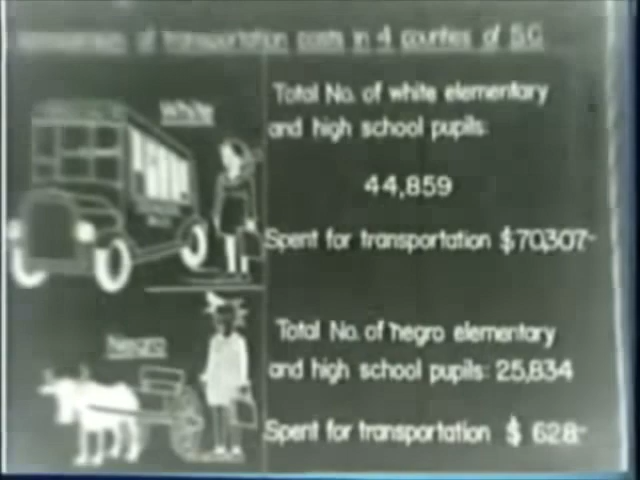 Comparison of transportation costs in 4 counties of S.C.
White
Total No. of white elementary
and high school pupils:
44,859
Spent for transportation $70,307-
Negro
Total No. of negro elementary
and high school pupils: 25,834
Spent for transportation $ 628-